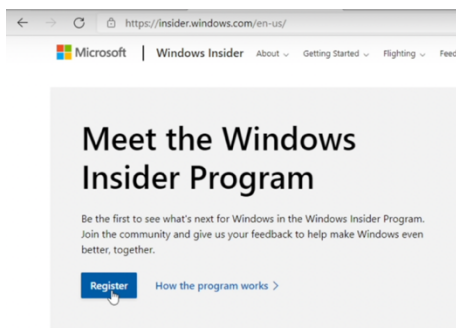 https://insider.windows.com/en-us/
Microsoft | Windows Insider About Getting Started Flighting Feed
Meet the Windows
Insider Program
Be the first to see what's next for Windows in the Windows Insider Program.
Join the community and give us your feedback to help make Windows even
better, together.
Register How the program works >